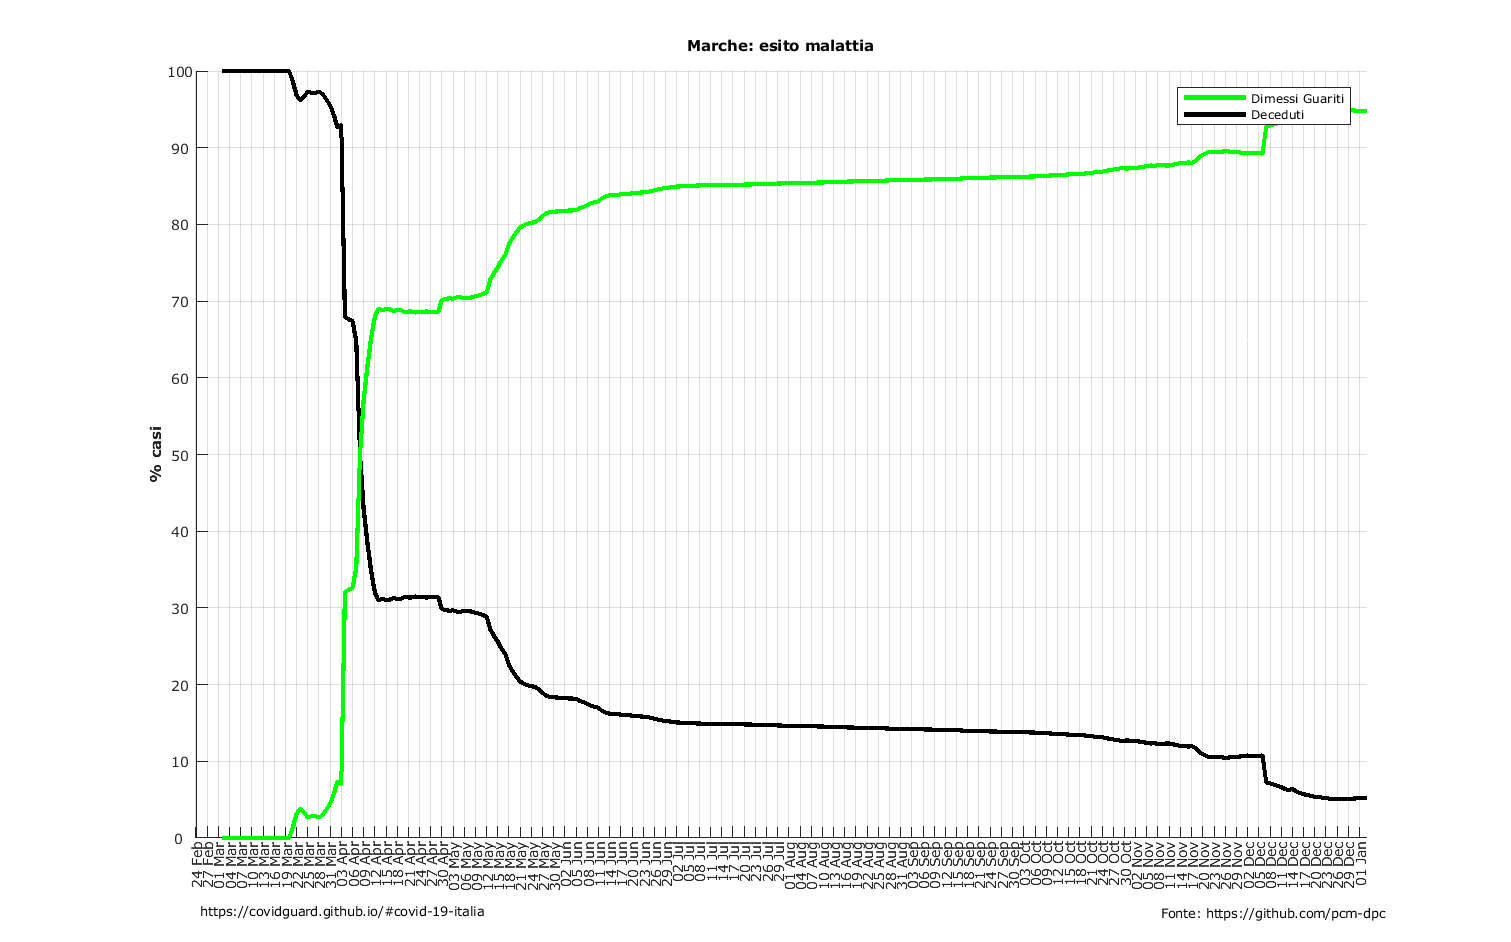 Marche: esito malattia
100
90
80
70
60
50
40
30
20
10
0
% casi
Dimessi Guariti
Deceduti
24 Feb
27 Feb
01 Mar
04 Mar
07 Mar
10 Mar
13 Mar
16 Mar
19 Mar
22 Mar
25 Mar
28 Mar
31 Mar
03 Apr
06 Apr
09 Apr
12 Apr
15 Apr
18 Apr
21 Apr
24 Apr
27 Apr
30 Apr
03 May
06 May
09 May
12 May
15 May
18 May
21 May
24 May
27 May
30 May
02 Jun
05 Jun
08 Jun
11 Jun
14 Jun
17 Jun
20 Jun
23 Jun
26 Jun
29 Jun
02 Jul
05 Jul
08 Jul
11 Jul
14 Jul
17 Jul
20 Jul
23 Jul
26 Jul
29 Jul
01 Aug
04 Aug
07 Aug
10 Aug
13 Aug
16 Aug
19 Aug
22 Aug
25 Aug
28 Aug
31 Aug
03 Sep
06 Sep
09 Sep
12 Sep
15 Sep
18 Sep
21 Sep
24 Sep
27 Sep
30 Sep
03 Oct
06 Oct
09 Oct
12 Oct
15 Oct
18 Oct
21 Oct
24 Oct
27 Oct
30 Oct
02 Nov
05 Nov
08 Nov
11 Nov
14 Nov
17 Nov
20 Nov
23 Nov
26 Nov
29 Nov
02 Dec
05 Dec
08 Dec
11 Dec
14 Dec
17 Dec
20 Dec
23 Dec
26 Dec
29 Dec
01 Jan
https://covidguard.github.io/#covid-19-italia
Fonte: https://github.com/pcm-dpc